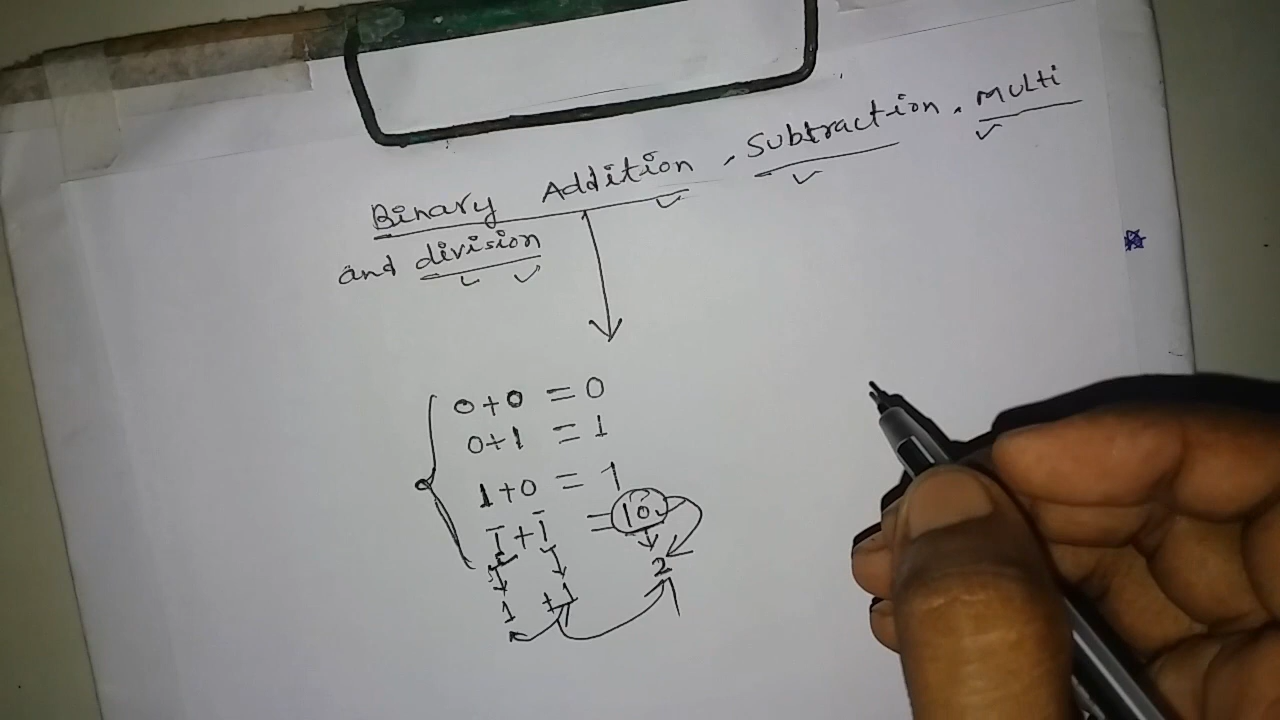 Binary Addition, Subtraction, Multi
and division
0+0 = 0
0+1 = 1
1+0 = 1
1+1 = 10
2
1 +1